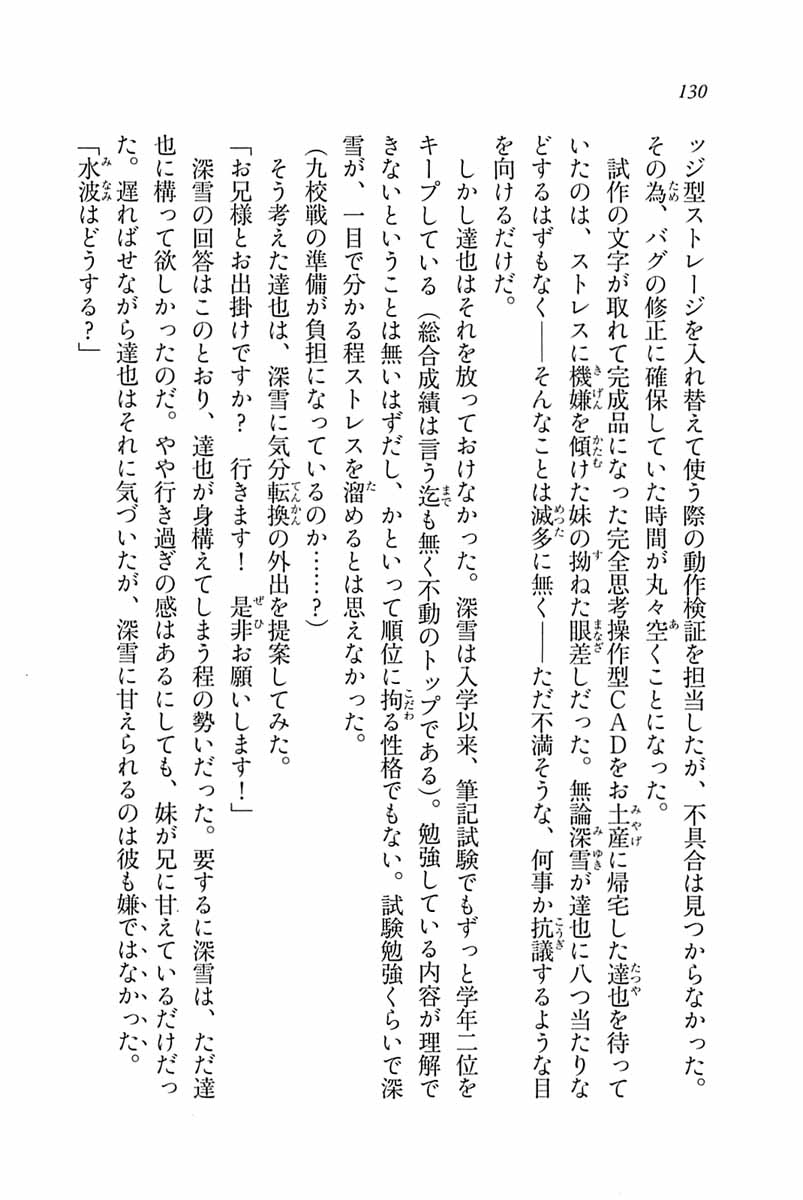 130
ッジ型ストレージを入れ替えて使う際の動作検証を担当したが、不具合は見つからなかった。
その為、バグの修正に確保していた時間が丸々空くことになった。
　試作の文字が取れて完成品になった完全思考操作型ＣＡＤをお土産に帰宅した達也を待って
いたのは、ストレスに機嫌を傾けた妹の拗ねた眼差しだった。無論深雪が達也に八つ当たりな
どするはずもなく――そんなことは滅多に無く――ただ不満そうな、何事か抗議するような目
を向けるだけだ。
　しかし達也はそれを放っておけなかった。深雪は入学以来、筆記試験でもずっと学年二位を
キープしている（総合成績は言う迄も無く不動のトップである）。勉強している内容が理解で
きないということは無いはずだし、かといって順位に拘る性格でもない。試験勉強くらいで深
雪が、一目で分かる程ストレスを溜めるとは思えなかった。
（九校戦の準備が負担になっているのか……？）
　そう考えた達也は、深雪に気分転換の外出を提案してみた。
「お兄様とお出掛けですか？　行きます！　是非お願いします！」
　深雪の回答はこのとおり、達也が身構えてしまう程の勢いだった。要するに深雪は、ただ達
也に構って欲しかったのだ。やや行き過ぎの感はあるにしても、妹が兄に甘えているだけだっ
た。遅ればせながら達也はそれに気づいたが、深雪に甘えられるのは彼も嫌ではなかった。
「水波はどうする？」